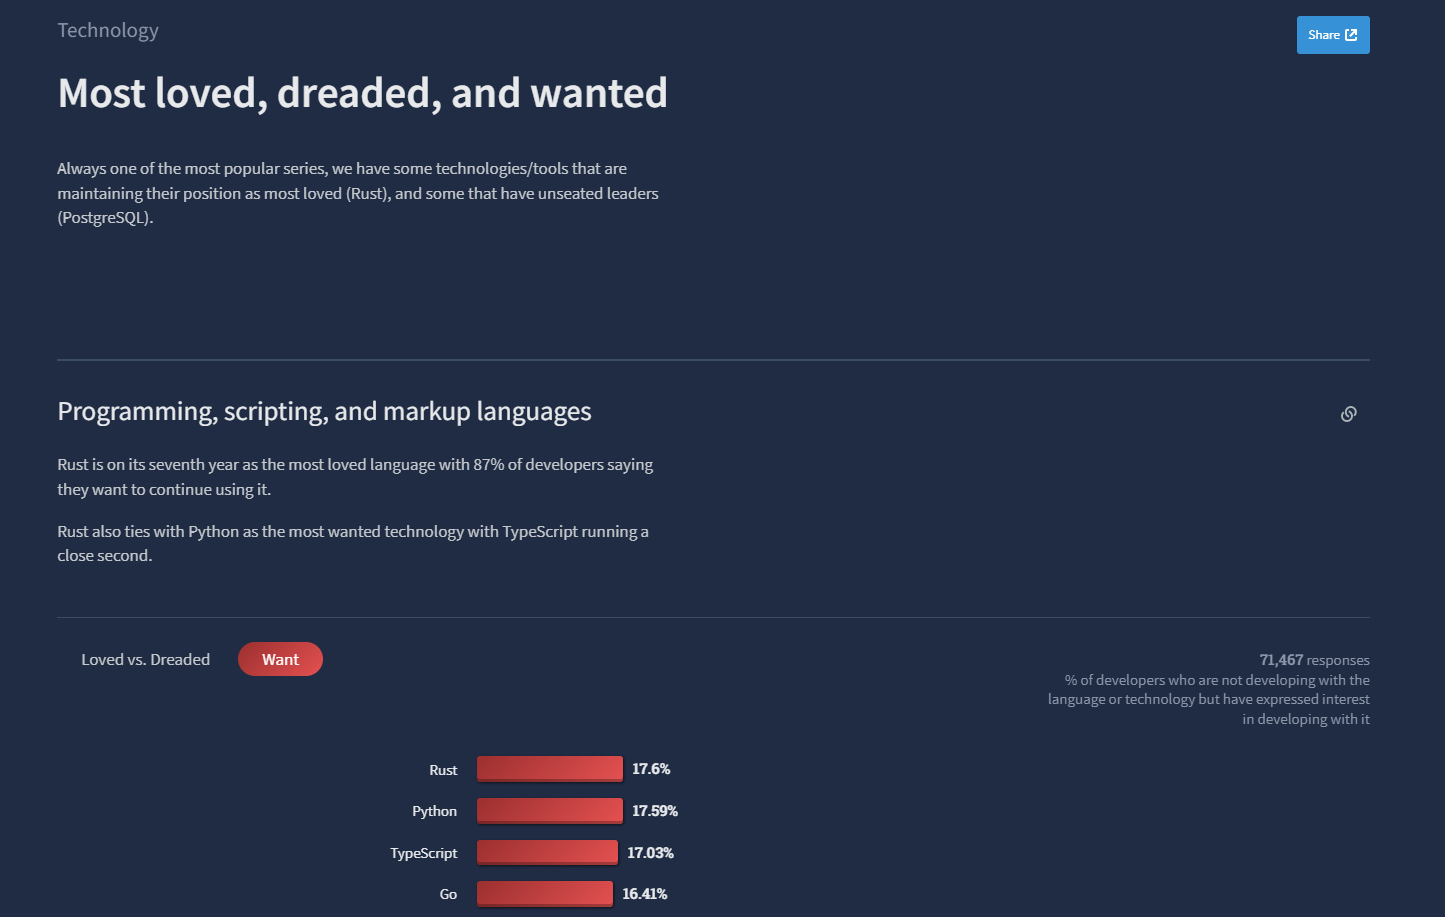 Technology
Share
Most loved, dreaded, and wanted
Always one of the most popular series, we have some technologies/tools that are
maintaining their position as most loved (Rust), and some that have unseated leaders
(PostgreSQL).
Programming, scripting, and markup languages
Rust is on its seventh year as the most loved language with 87% of developers saying
they want to continue using it.
Rust also ties with Python as the most wanted technology with TypeScript running a
close second.
Loved vs. Dreaded
Want
71,467 responses
% of developers who are not developing with the
language or technology but have expressed interest
in developing with it
Rust 17.6%
Python 17.59%
TypeScript 17.03%
Go 16.41%